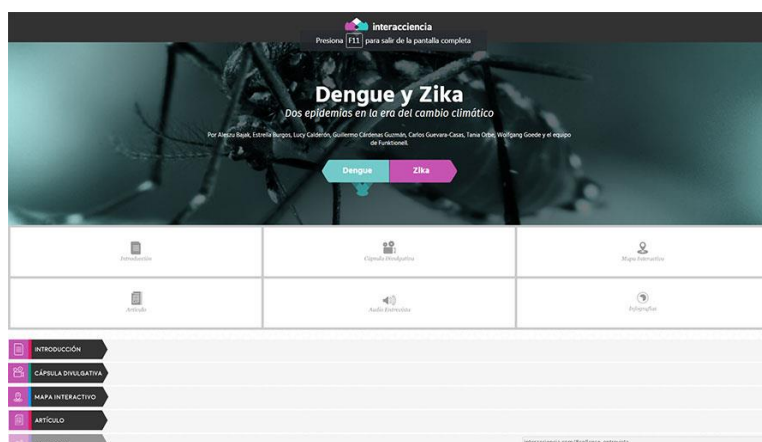 interacciencia
Presiona F11 para salir de la pantalla completa
Dengue y Zika
Dos epidemias en la era del cambio climático
Por Aleszu Bajak, Estrella Burgos, Lucy Calderón, Guillermo Cárdenas Guzmán, Carlos Guevara-Casas, Tania Orbe, Wolfgang Goede y el equipo
de Funktionell.
Dengue Zika
Introducción Cápsula Divulgativa Mapa Interactivo
Artículo Audio Entrevista Infografías
INTRODUCCIÓN
CÁPSULA DIVULGATIVA
MAPA INTERACTIVO
ARTÍCULO